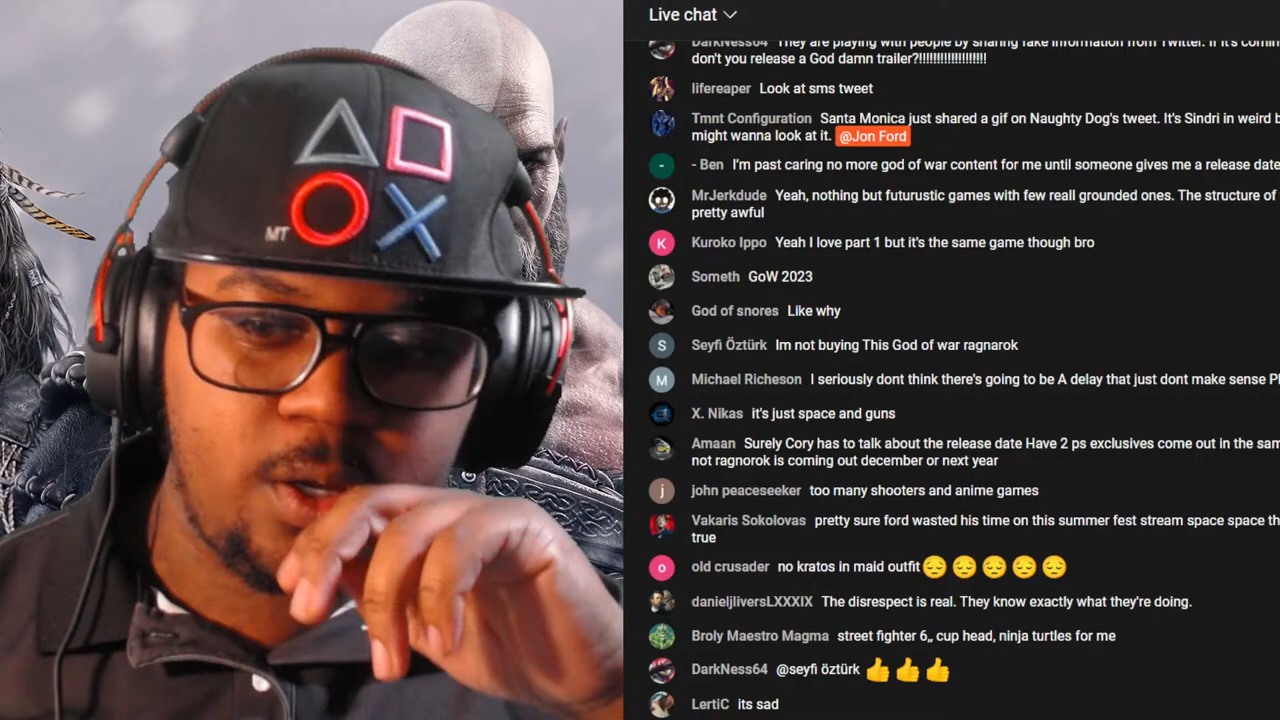 Live chat
DarkNess64 They are playing with people by sharing fake information from Twitter. If it's comin
don't you release a God damn trailer?!!!!!!!!!!!!!!!!!!!
lifereaper Look at sms tweet
Tmnt Configuration Santa Monica just shared a gif on Naughty Dog's tweet. It's Sindri in weird b
might wanna look at it. @Jon Ford
- - Ben I'm past caring no more god of war content for me until someone gives me a release date
MrJerkdude Yeah, nothing but futurustic games with few reall grounded ones. The structure of
pretty awful
K Kuroko Ippo Yeah I love part 1 but it's the same game though bro
Someth GoW 2023
God of snores Like why
S Seyfi Öztürk Im not buying This God of war ragnarok
M Michael Richeson I seriously dont think there's going to be A delay that just dont make sense Pl
X. Nikas it's just space and guns
Amaan Surely Cory has to talk about the release date Have 2 ps exclusives come out in the sam
not ragnorok is coming out december or next year
j john peaceseeker too many shooters and anime games
Vakaris Sokolovas pretty sure ford wasted his time on this summer fest stream space space th
true
o old crusader no kratos in maid outfit😔😔😔😔😔
danieljliversLXXXIX The disrespect is real. They know exactly what they're doing.
Broly Maestro Magma street fighter 6,, cup head, ninja turtles for me
DarkNess64 @seyfi öztürk 👍👍👍
LertiC its sad
MT